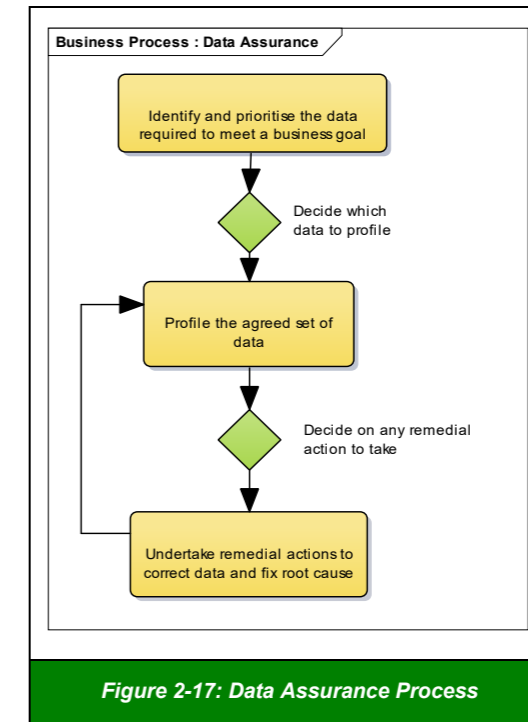 Business Process : Data Assurance
Identify and prioritise the data
required to meet a business goal
Decide which
data to profile
Profile the agreed set of
data
Decide on any remedial
action to take
Undertake remedial actions to
correct data and fix root cause
Figure 2-17: Data Assurance Process